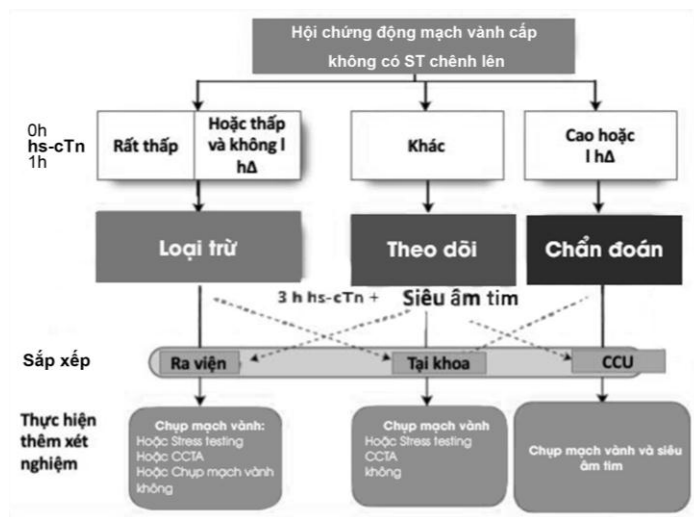 Hội chứng động mạch vành cấp
không có ST chênh lên
0h
hs-cTn
1h
Rất thấp
Hoặc thấp
và không l
hΔ
Khác
Cao hoặc
l hΔ
Loại trừ
Theo dõi
Chẩn đoán
3 h hs-cTn + Siêu âm tim
Sắp xếp
Ra viện
Tại khoa
CCU
Thực hiện
thêm xét
nghiệm
Chụp mạch vành:
Hoặc Stress testing
Hoặc CCTA
Hoặc Chụp mạch vành
không
Chụp mạch vành
Hoặc Stress testing
CCTA
không
Chụp mạch vành và siêu
âm tim